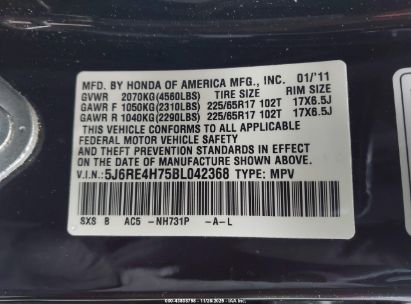 MFD. BY HONDA OF AMERICA MFG., INC. 01/'11
GVWR 2070KG(4560LBS) TIRE SIZE RIM SIZE
GAWR F 1050KG(2310LBS) 225/65R17 102T 17X6.5J
GAWR R 1040KG(2290LBS) 225/65R17 102T 17X6.5J
THIS VEHICLE CONFORMS TO ALL APPLICABLE
FEDERAL MOTOR VEHICLE SAFETY AND
THEFT PREVENTION STANDARDS IN EFFECT ON
THE DATE OF MANUFACTURE SHOWN ABOVE.
V.I.N.: 5J6RE4H75BL042368 TYPE: MPV
SXS B AC5 -NH731P -A-L